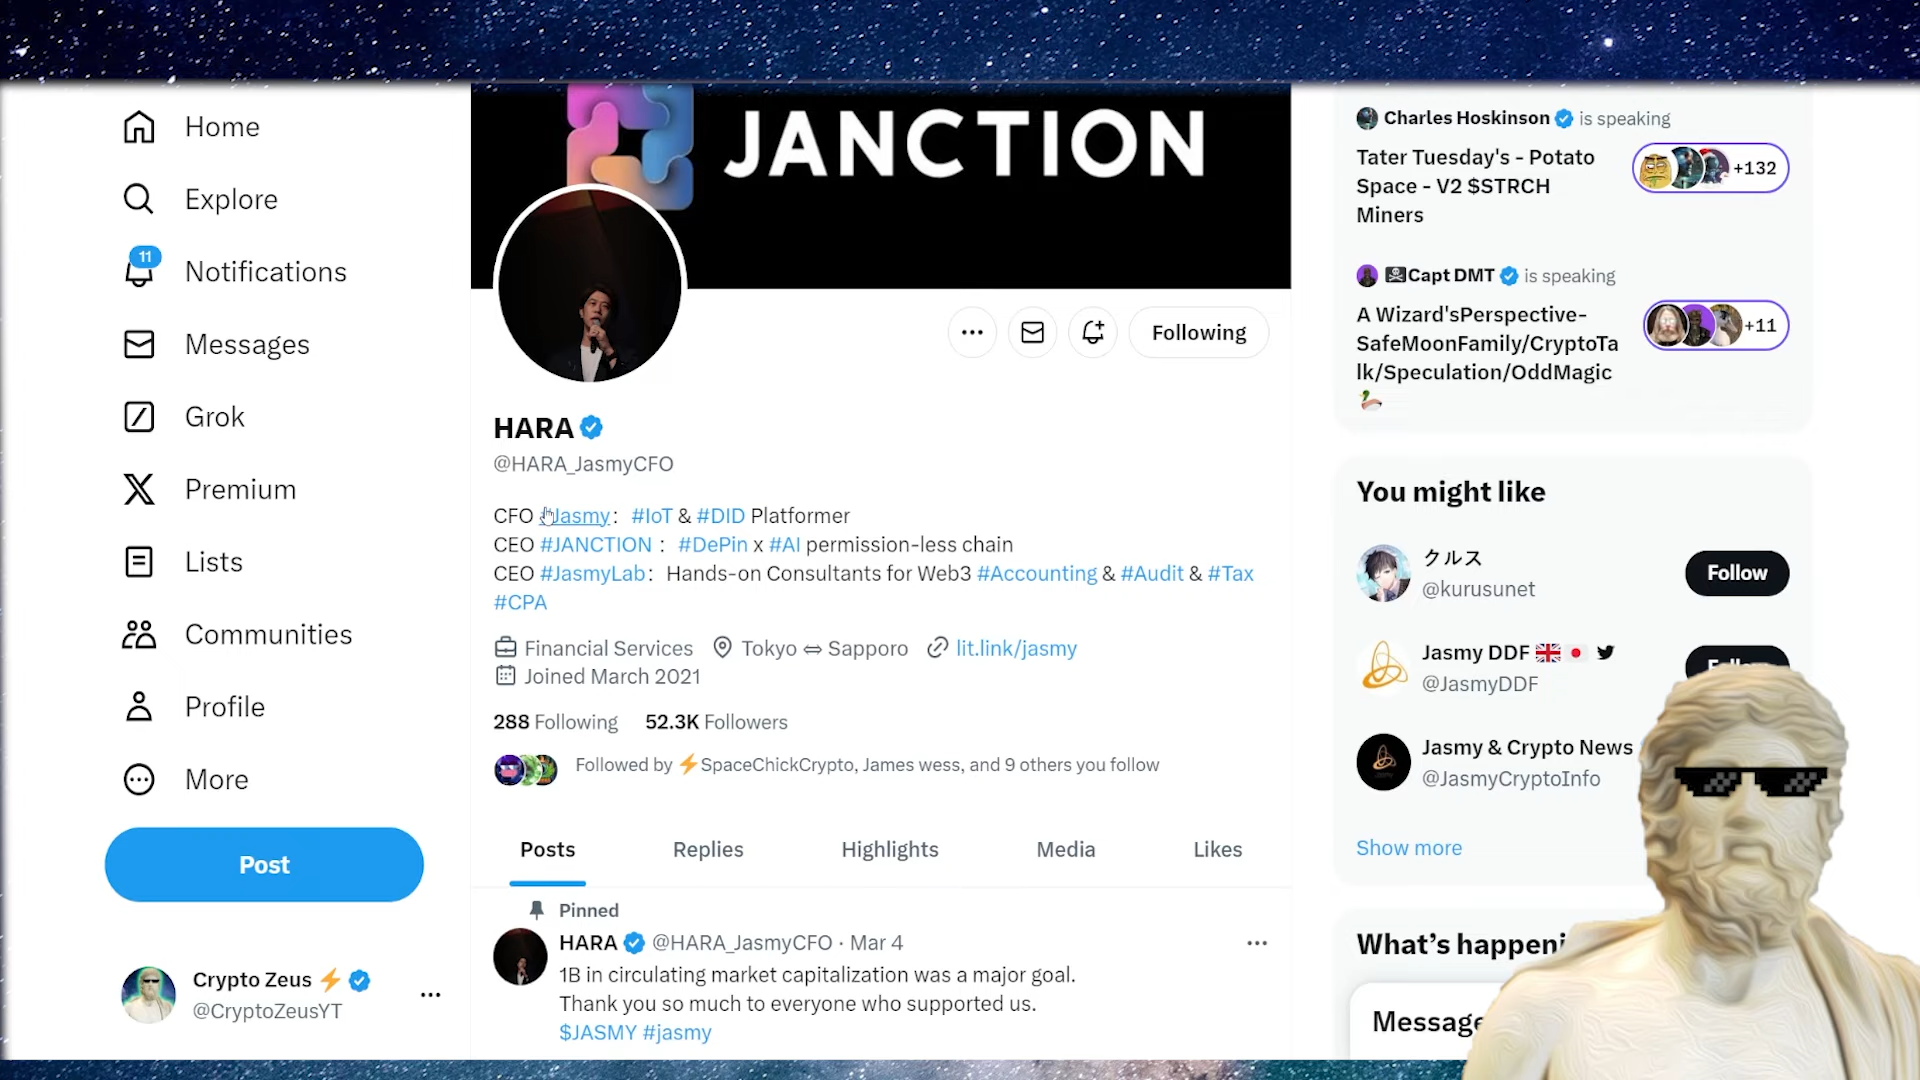 Home
Explore
11
Notifications
Messages
Grok
Premium
Lists
Communities
Profile
More
Post
Crypto Zeus⚡
@CryptoZeusYT
JANCTION
Following
HARA
@HARA_JasmyCFO
CFO #Jasmy: #IoT & #DID Platformer
CEO #JANCTION : #DePin x #AI permission-less chain
CEO #JasmyLab: Hands-on Consultants for Web3 #Accounting & #Audit & #Tax
#CPA
Financial Services Tokyo ⇔ Sapporo lit.link/jasmy
Joined March 2021
288 Following 52.3K Followers
Followed by ⚡SpaceChickCrypto, James wess, and 9 others you follow
Posts Replies Highlights Media Likes
Pinned
HARA @HARA_JasmyCFO · Mar 4
1B in circulating market capitalization was a major goal.
Thank you so much to everyone who supported us.
$JASMY #jasmy
Charles Hoskinson is speaking
Tater Tuesday's - Potato
Space - V2 $STRCH
Miners
+132
Capt DMT is speaking
A Wizard'sPerspective-
SafeMoonFamily/CryptoTa
lk/Speculation/OddMagic
+11
You might like
クルス
@kurusunet
Follow
Jasmy DDF 🇬🇧 🇯🇵
@JasmyDDF
Follow
Jasmy & Crypto News
@JasmyCryptoInfo
Show more
What's happeni
Message